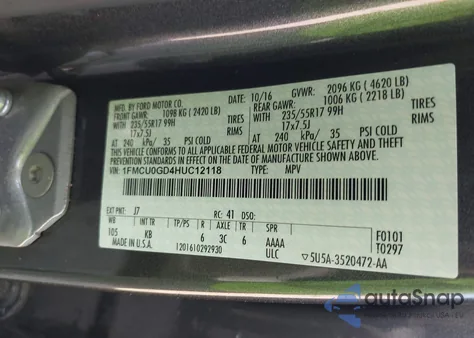 MFD. BY FORD MOTOR CO.
10/16 GVWR: 2096 KG (4620 LB)
FRONT GAWR: 1098 KG (2420 LB)
REAR GAWR: 1006 KG (2218 LB)
235/55R17 99H TIRES
235/55R17 99H TIRES
17x7.5J
17x7.5J
AT 240 kPa/ 35 PSI COLD
AT 240 kPa/ 35 PSI COLD
THIS VEHICLE CONFORMS TO ALL APPLICABLE FEDERAL MOTOR VEHICLE SAFETY
AND THEFT PREVENTION STANDARDS IN EFFECT ON THE DATE OF MANUFACTURE
SHOWN ABOVE.
VIN: 1FMCU0GD4HUC12118
TYPE: MPV
EXT PNT: J7 RC: 41 DSO:
WB INT TR TP/PS R AXLE TR SPR
105 KB 6 3C 6 AAAA
ULC
F0101
T0297
1201610292930
▽5U5A-3520472-AA
autoSnap